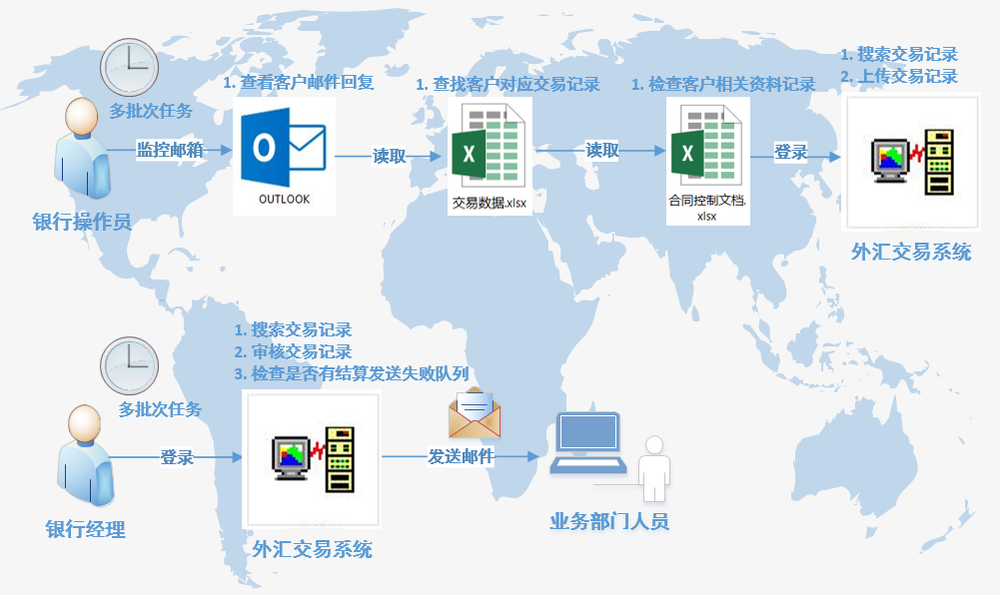 多批次任务
银行操作员
监控邮箱
1. 查看客户邮件回复
OUTLOOK
读取
1. 查找客户对应交易记录
交易数据.xlsx
读取
1. 检查客户相关资料记录
合同控制文档.
xlsx
登录
1. 搜索交易记录
2. 上传交易记录
外汇交易系统
多批次任务
银行经理
登录
1. 搜索交易记录
2. 审核交易记录
3. 检查是否有结算发送失败队列
外汇交易系统
发送邮件
业务部门人员